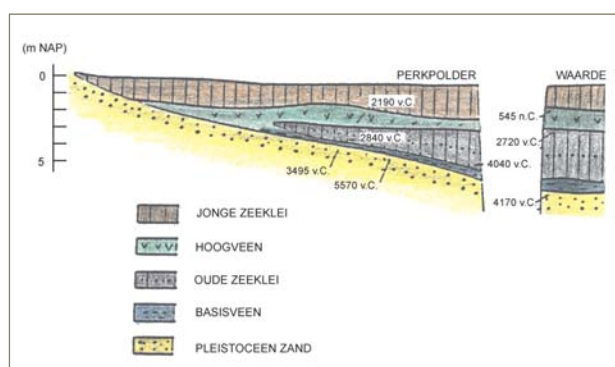 (m NAP)
PERKPOLDER
WAARDE
0
5
2190 v.C.
2840 v.C.
3495 v.C.
5570 v.C.
545 n.C.
2720 v.C.
4040 v.C.
4170 v.C.
JONGE ZEEKLEI
HOOGVEEN
OUDE ZEEKLEI
BASISVEEN
PLEISTOCEEN ZAND